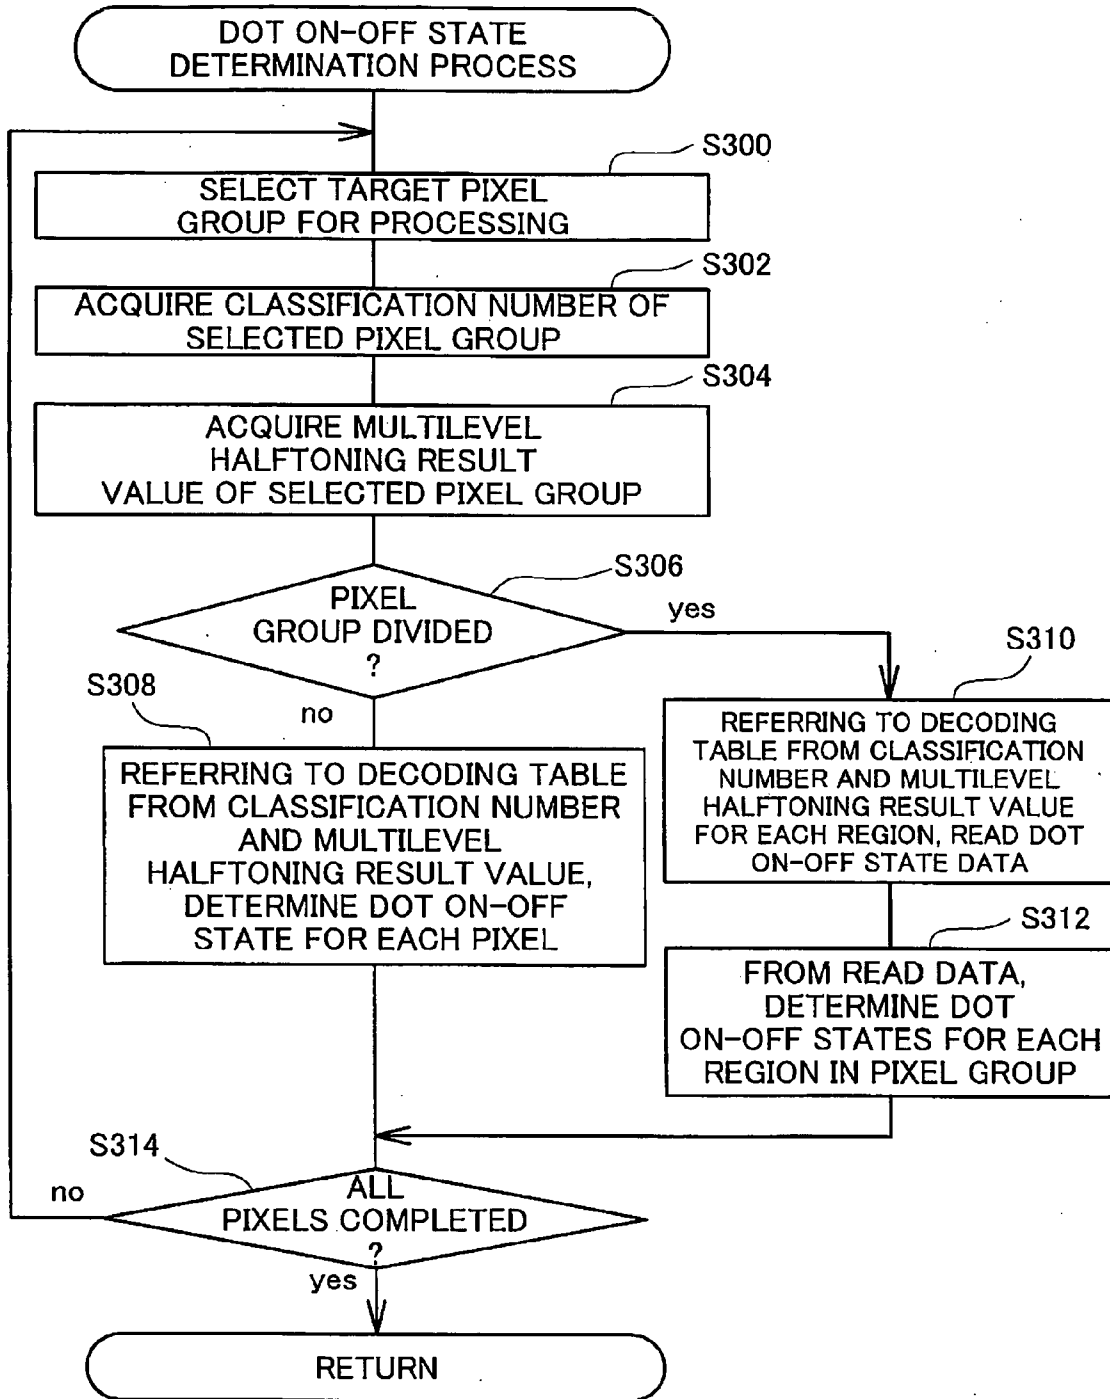 DOT ON-OFF STATE
DETERMINATION PROCESS
S300
SELECT TARGET PIXEL
GROUP FOR PROCESSING
S302
ACQUIRE CLASSIFICATION NUMBER OF
SELECTED PIXEL GROUP
S304
ACQUIRE MULTILEVEL
HALFTONING RESULT
VALUE OF SELECTED PIXEL GROUP
S306
PIXEL
GROUP DIVIDED
?
yes
no
S308
REFERRING TO DECODING TABLE
FROM CLASSIFICATION NUMBER
AND MULTILEVEL
HALFTONING RESULT VALUE,
DETERMINE DOT ON-OFF
STATE FOR EACH PIXEL
S310
REFERRING TO DECODING
TABLE FROM CLASSIFICATION
NUMBER AND MULTILEVEL
HALFTONING RESULT VALUE
FOR EACH REGION, READ DOT
ON-OFF STATE DATA
S312
FROM READ DATA,
DETERMINE DOT
ON-OFF STATES FOR EACH
REGION IN PIXEL GROUP
S314
no
ALL
PIXELS COMPLETED
?
yes
RETURN